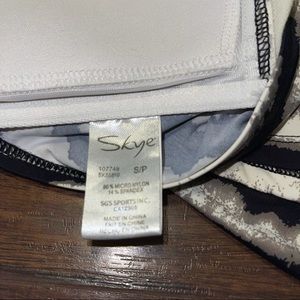 Skye
107748 S/P
86% MICRO NYLON
14% SPANDEX
SGS SPORTS INC.
CA12908
MADE IN CHINA
FAIT EN CHINE